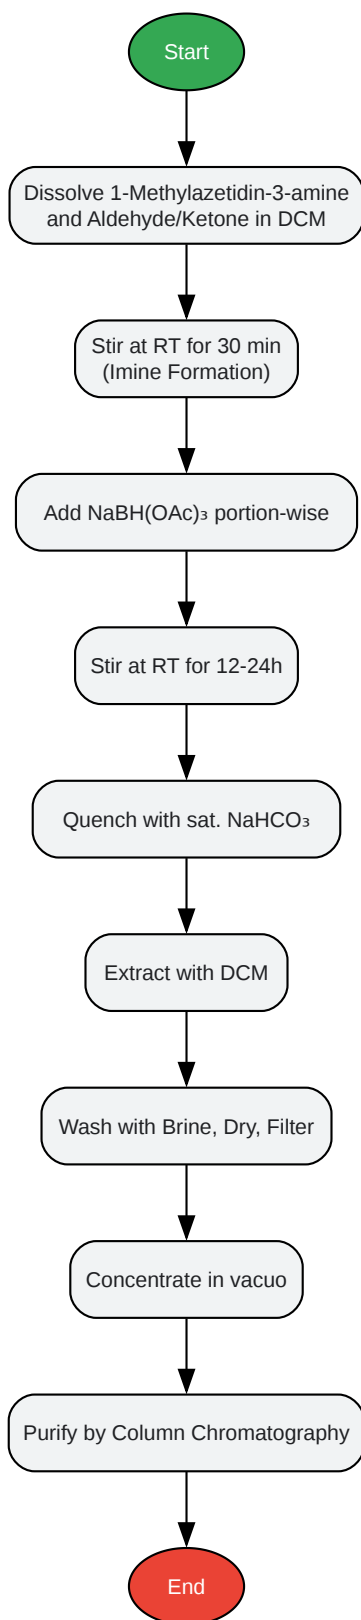 Start
Dissolve 1-Methylazetidin-3-amine
and Aldehyde/Ketone in DCM
Stir at RT for 30 min
(Imine Formation)
Add NaBH(OAc)₃ portion-wise
Stir at RT for 12-24h
Quench with sat. NaHCO₃
Extract with DCM
Wash with Brine, Dry, Filter
Concentrate in vacuo
Purify by Column Chromatography
End